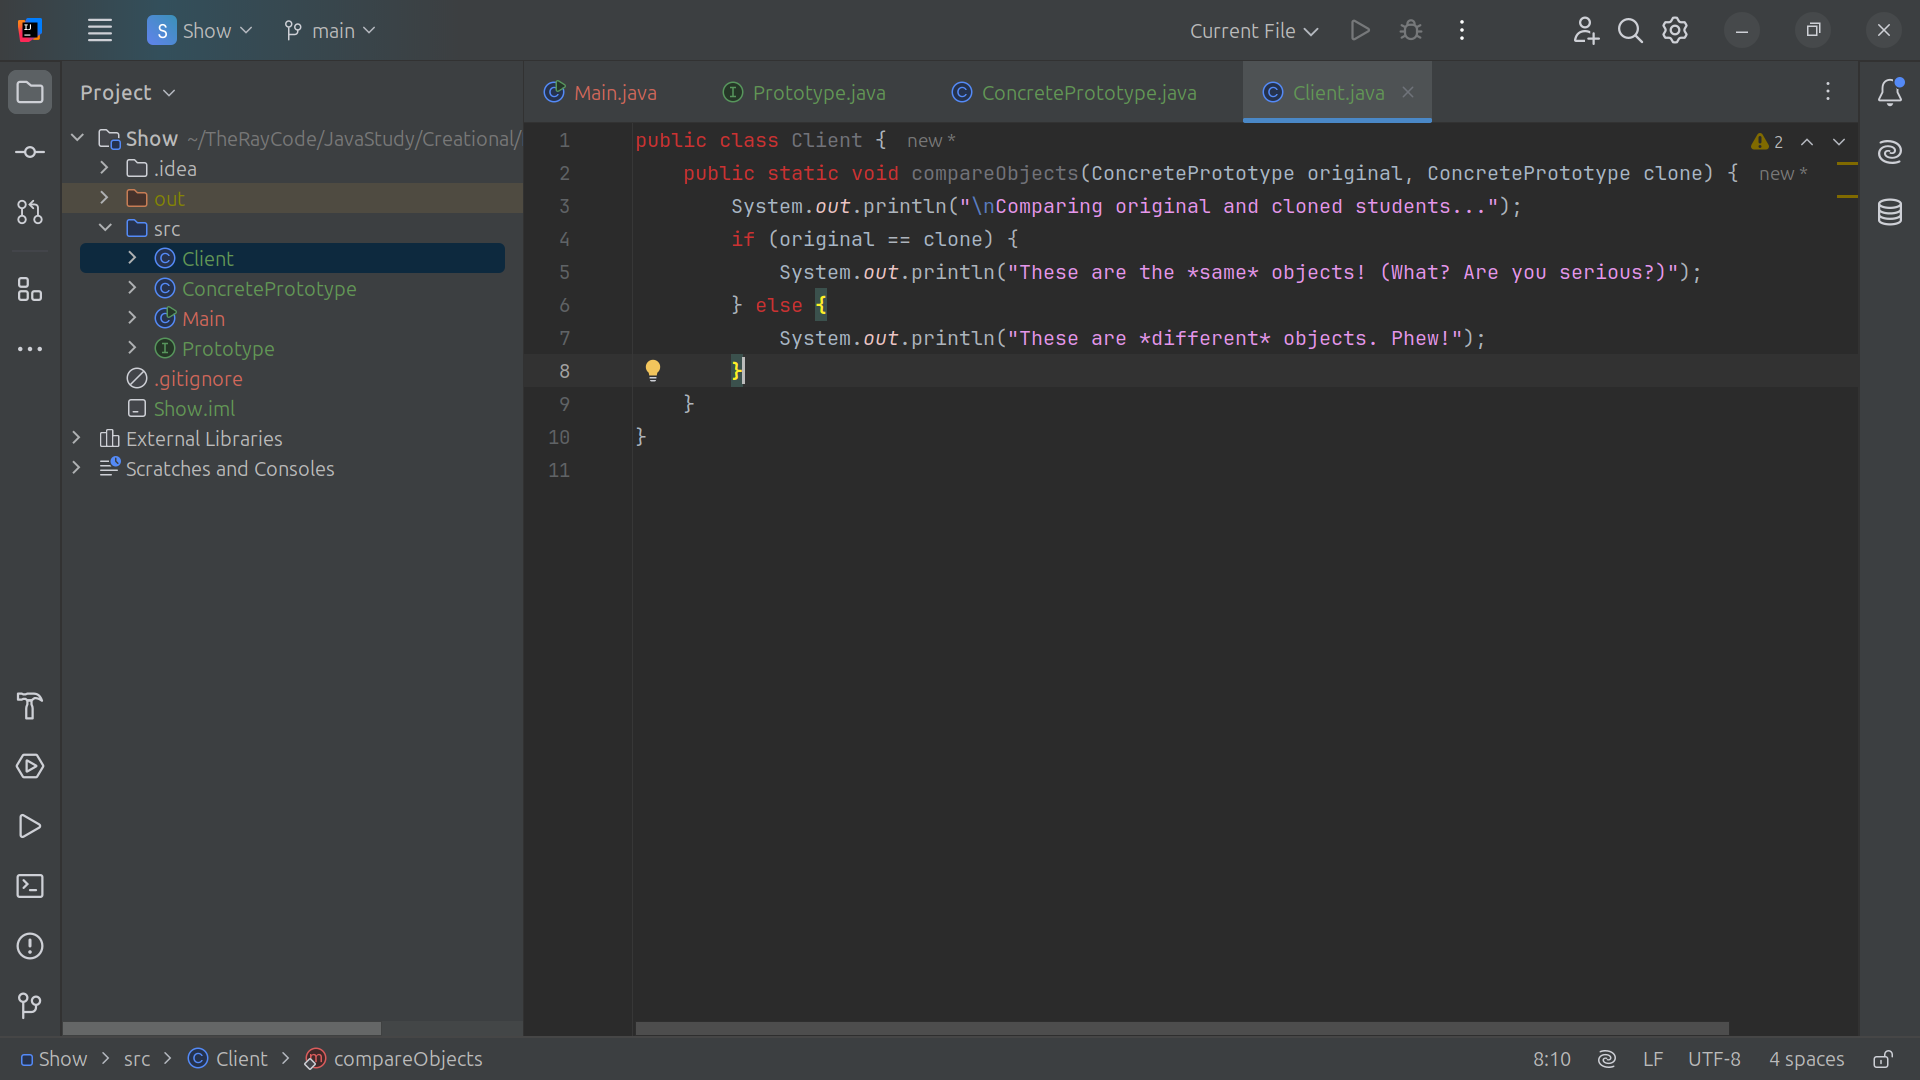 S Show main Current File
Project
Main.java Prototype.java ConcretePrototype.java Client.java
Show ~/TheRayCode/JavaStudy/Creational/
.idea
out
src
Client
ConcretePrototype
Main
Prototype
.gitignore
Show.iml
External Libraries
Scratches and Consoles
1 public class Client { new *
2 public static void compareObjects(ConcretePrototype original, ConcretePrototype clone) { new *
3 System.out.println("\nComparing original and cloned students...");
4 if (original == clone) {
5 System.out.println("These are the *same* objects! (What? Are you serious?)");
6 } else {
7 System.out.println("These are *different* objects. Phew!");
8 }
9 }
10 }
11
2
Show > src > Client > compareObjects 8:10 LF UTF-8 4 spaces